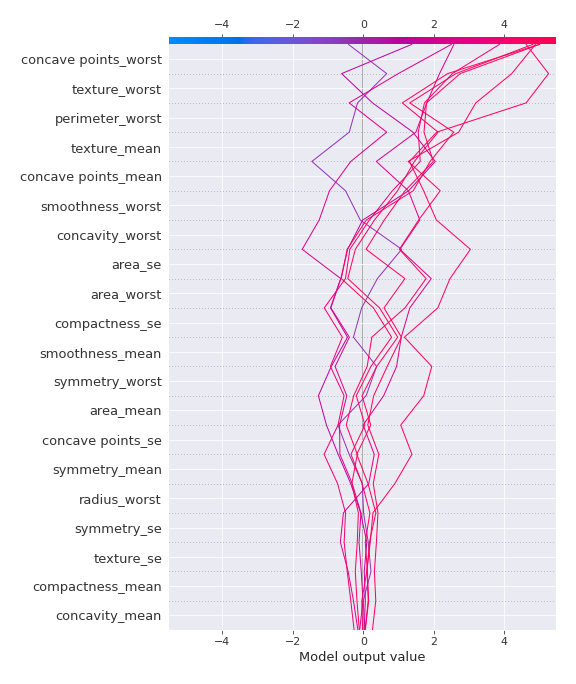 −4 −2 0 2 4
concave points_worst
texture_worst
perimeter_worst
texture_mean
concave points_mean
smoothness_worst
concavity_worst
area_se
area_worst
compactness_se
smoothness_mean
symmetry_worst
area_mean
concave points_se
symmetry_mean
radius_worst
symmetry_se
texture_se
compactness_mean
concavity_mean
−4 −2 0 2 4
Model output value